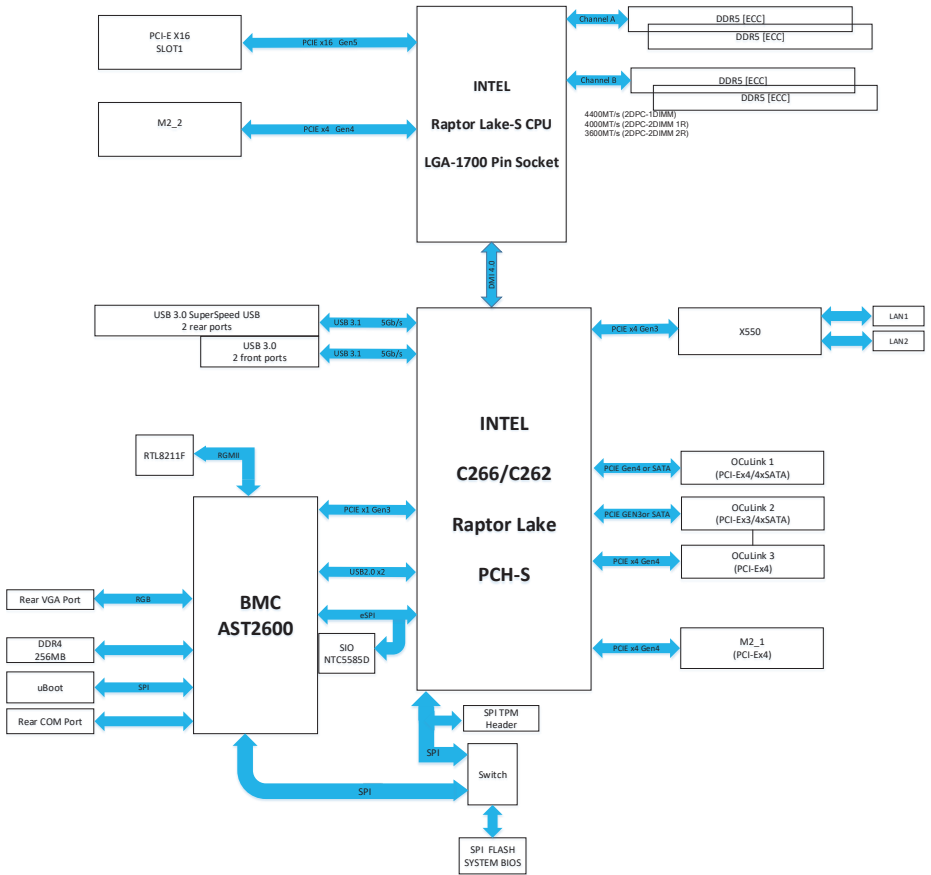 PCI-E X16
SLOT1
PCIE x16 Gen5
M2_2
PCIE x4 Gen4
INTEL
Raptor Lake-S CPU
LGA-1700 Pin Socket
Channel A
DDR5 [ECC]
DDR5 [ECC]
Channel B
DDR5 [ECC]
DDR5 [ECC]
4400MT/s (2DPC-1DIMM)
4000MT/s (2DPC-2DIMM 1R)
3600MT/s (2DPC-2DIMM 2R)
DMI 4.0
USB 3.0 SuperSpeed USB
2 rear ports
USB 3.1 5Gb/s
USB 3.0
2 front ports
USB 3.1 5Gb/s
INTEL
C266/C262
Raptor Lake
PCH-S
PCIE x4 Gen3
X550
LAN1
LAN2
RTL8211F
RGMII
PCIE x1 Gen3
USB2.0 x2
eSPI
BMC
AST2600
SIO
NTC5585D
Rear VGA Port
RGB
DDR4
256MB
uBoot
SPI
Rear COM Port
PCIE Gen4 or SATA
OCuLink 1
(PCI-Ex4/4xSATA)
PCIE GEN3or SATA
OCuLink 2
(PCI-Ex3/4xSATA)
PCIE x4 Gen4
OCuLink 3
(PCI-Ex4)
PCIE x4 Gen4
M2_1
(PCI-Ex4)
SPI TPM
Header
SPI
Switch
SPI
SPI FLASH
SYSTEM BIOS